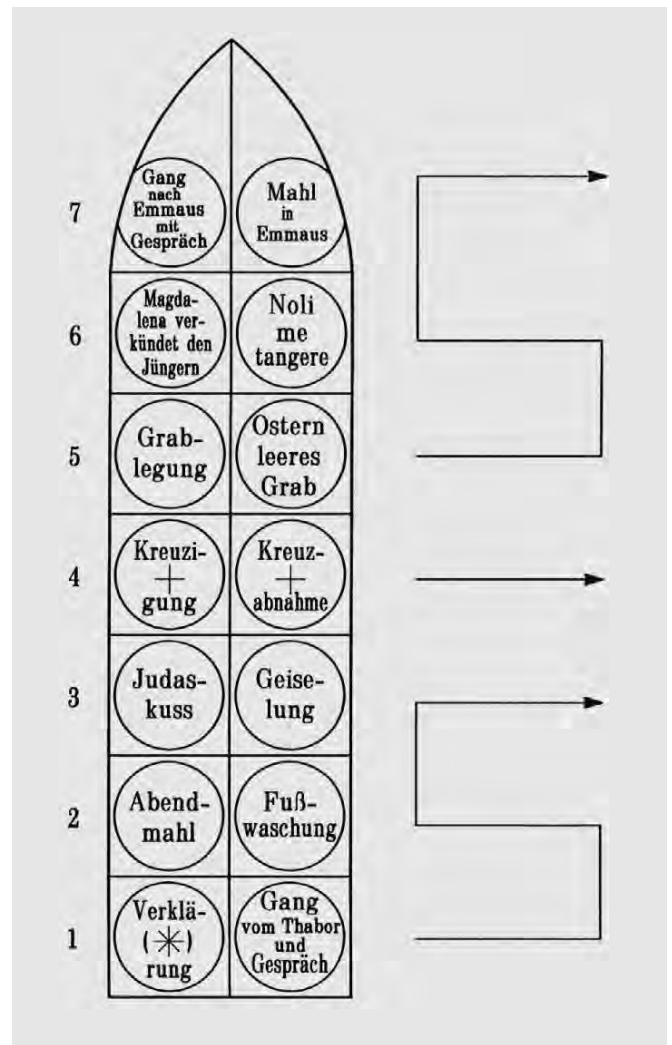 7
Gang
nach
Emmaus
mit
Gespräch
Mahl
in
Emmaus
6
Magda-
lena ver-
kündet den
Jüngern
Noli
me
tangere
5
Grab-
legung
Ostern
leeres
Grab
4
Kreuzi-
gung
Kreuz-
abnahme
3
Judas-
kuss
Geise-
lung
2
Abend-
mahl
Fuß-
waschung
1
Verklä-
(✳)
rung
Gang
vom Thabor
und
Gespräch